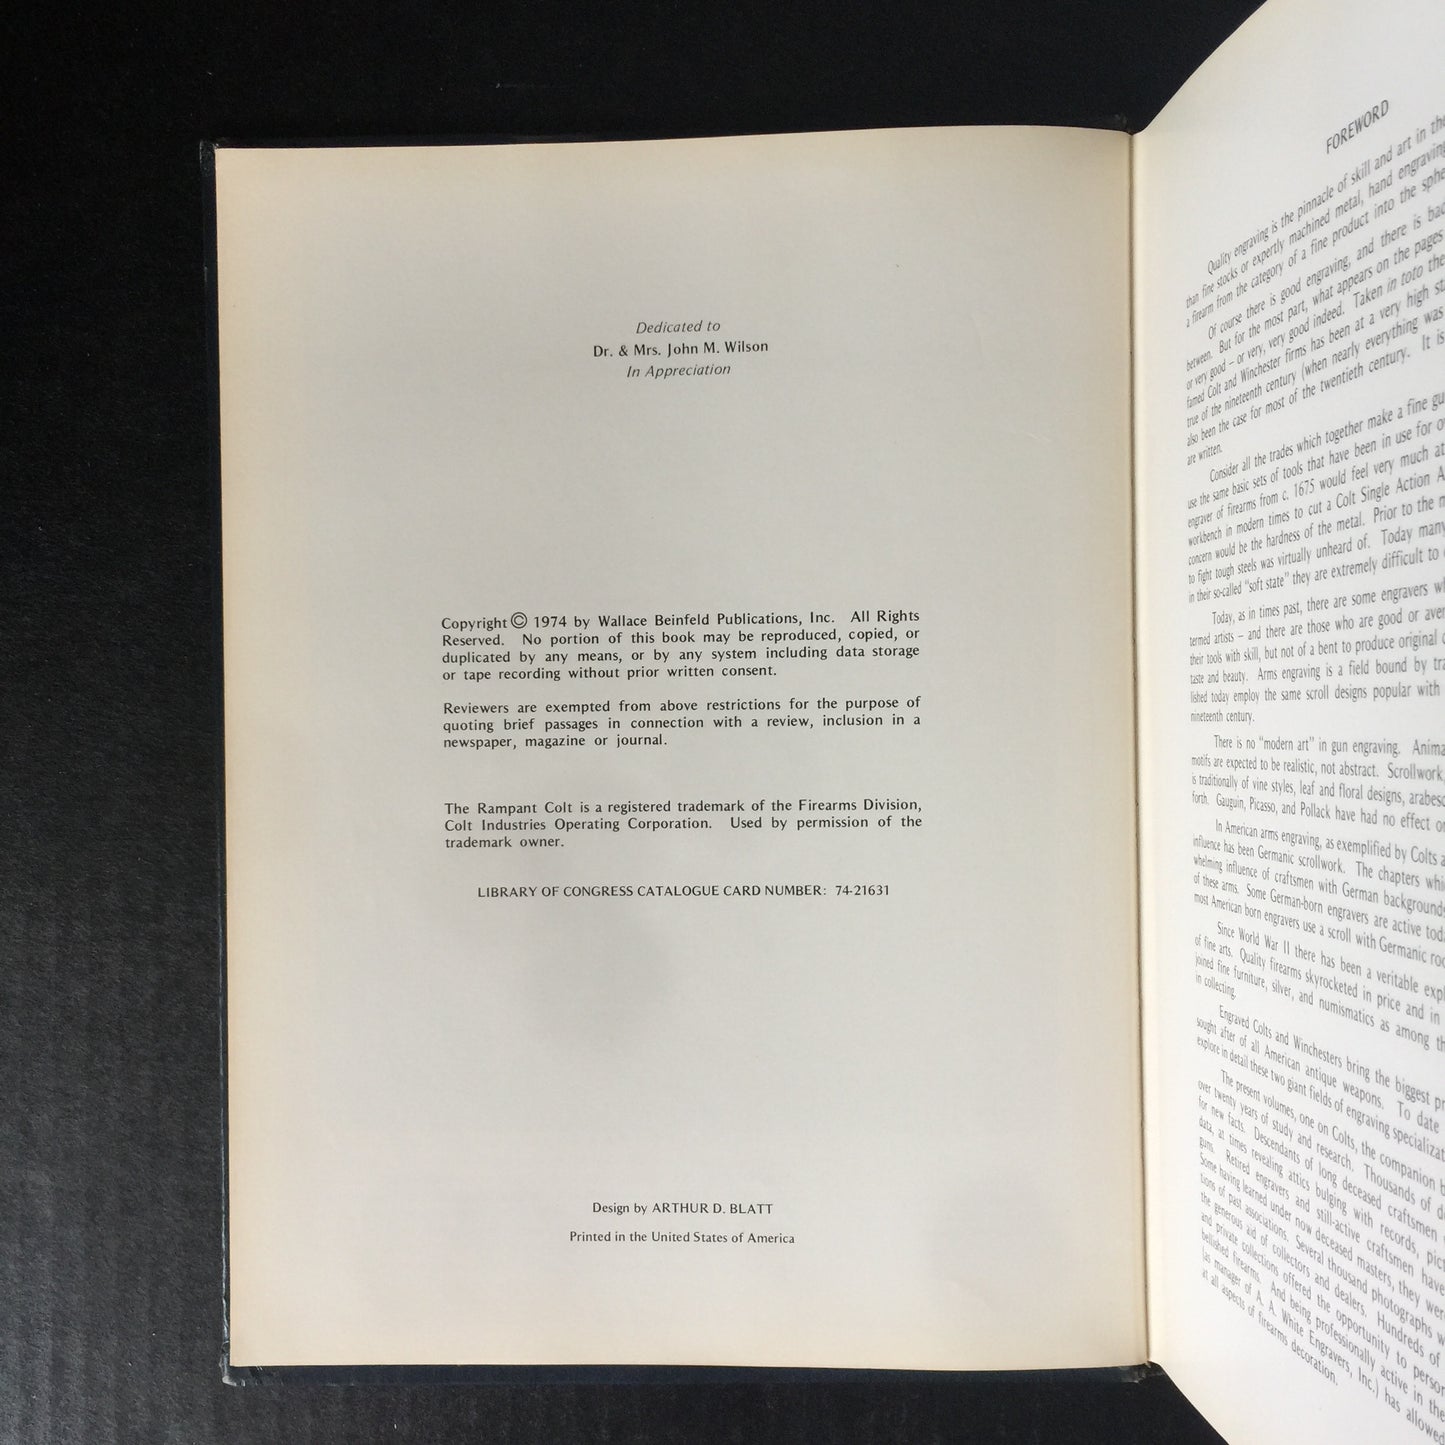 Dedicated to
Dr. & Mrs. John M. Wilson
In Appreciation
Copyright © 1974 by Wallace Beinfeld Publications, Inc. All Rights
Reserved. No portion of this book may be reproduced, copied, or
duplicated by any means, or by any system including data storage
or tape recording without prior written consent.
Reviewers are exempted from above restrictions for the purpose of
quoting brief passages in connection with a review, inclusion in a
newspaper, magazine or journal.
The Rampant Colt is a registered trademark of the Firearms Division,
Colt Industries Operating Corporation. Used by permission of the
trademark owner.
LIBRARY OF CONGRESS CATALOGUE CARD NUMBER: 74-21631
Design by ARTHUR D. BLATT
Printed in the United States of America
FOREWORD
Quality engraving is the pinnacle of skill and art in the
than fine stocks or expertly machined metal, hand engraving
a firearm from the category of a fine product into the sphe
Of course there is good engraving, and there is bad
between. But for the most part, what appears on the pages
or very good – or very, very good indeed. Taken in toto the
famed Colt and Winchester firms has been at a very high st
true of the nineteenth century (when nearly everything was
also been the case for most of the twentieth century. It is
are written.
Consider all the trades which together make a fine gu
use the same basic sets of tools that have been in use for o
engraver of firearms from c. 1675 would feel very much at
workbench in modern times to cut a Colt Single Action A
concern would be the hardness of the metal. Prior to the
to fight tough steels was virtually unheard of. Today many
in their so-called "soft state" they are extremely difficult to
Today, as in times past, there are some engravers wh
termed artists – and there are those who are good or aver
their tools with skill, but not of a bent to produce original
taste and beauty. Arms engraving is a field bound by tra
lished today employ the same scroll designs popular with
nineteenth century.
There is no "modern art" in gun engraving. Anima
motifs are expected to be realistic, not abstract. Scrollwork,
is traditionally of vine styles, leaf and floral designs, arabesq
forth. Gauguin, Picasso, and Pollack have had no effect on
In American arms engraving, as exemplified by Colts a
influence has been Germanic scrollwork. The chapters whi
whelming influence of craftsmen with German backgrounds
of these arms. Some German-born engravers are active tod
most American born engravers use a scroll with Germanic roo
Since World War II there has been a veritable expl
of fine arts. Quality firearms skyrocketed in price and in
joined fine furniture, silver, and numismatics as among th
in collecting.
Engraved Colts and Winchesters bring the biggest pr
sought after of all American antique weapons. To date
explore in detail these two giant fields of engraving specializat
The present volumes, one on Colts, the companion
over twenty years of study and research. Thousands of d
for new facts. Descendants of long deceased craftsmen
data, at times revealing attics bulging with records, pict
guns. Retired engravers and still-active craftsmen have
Some having learned under now deceased masters, they were
tions of past associations. Several thousand photographs w
the generous aid of collectors and dealers. Hundreds of
and private collections offered the opportunity to person
bellished firearms. And being professionally active in the
(as manager of A. A. White Engravers, Inc.) has allowed
at all aspects of firearms decoration.